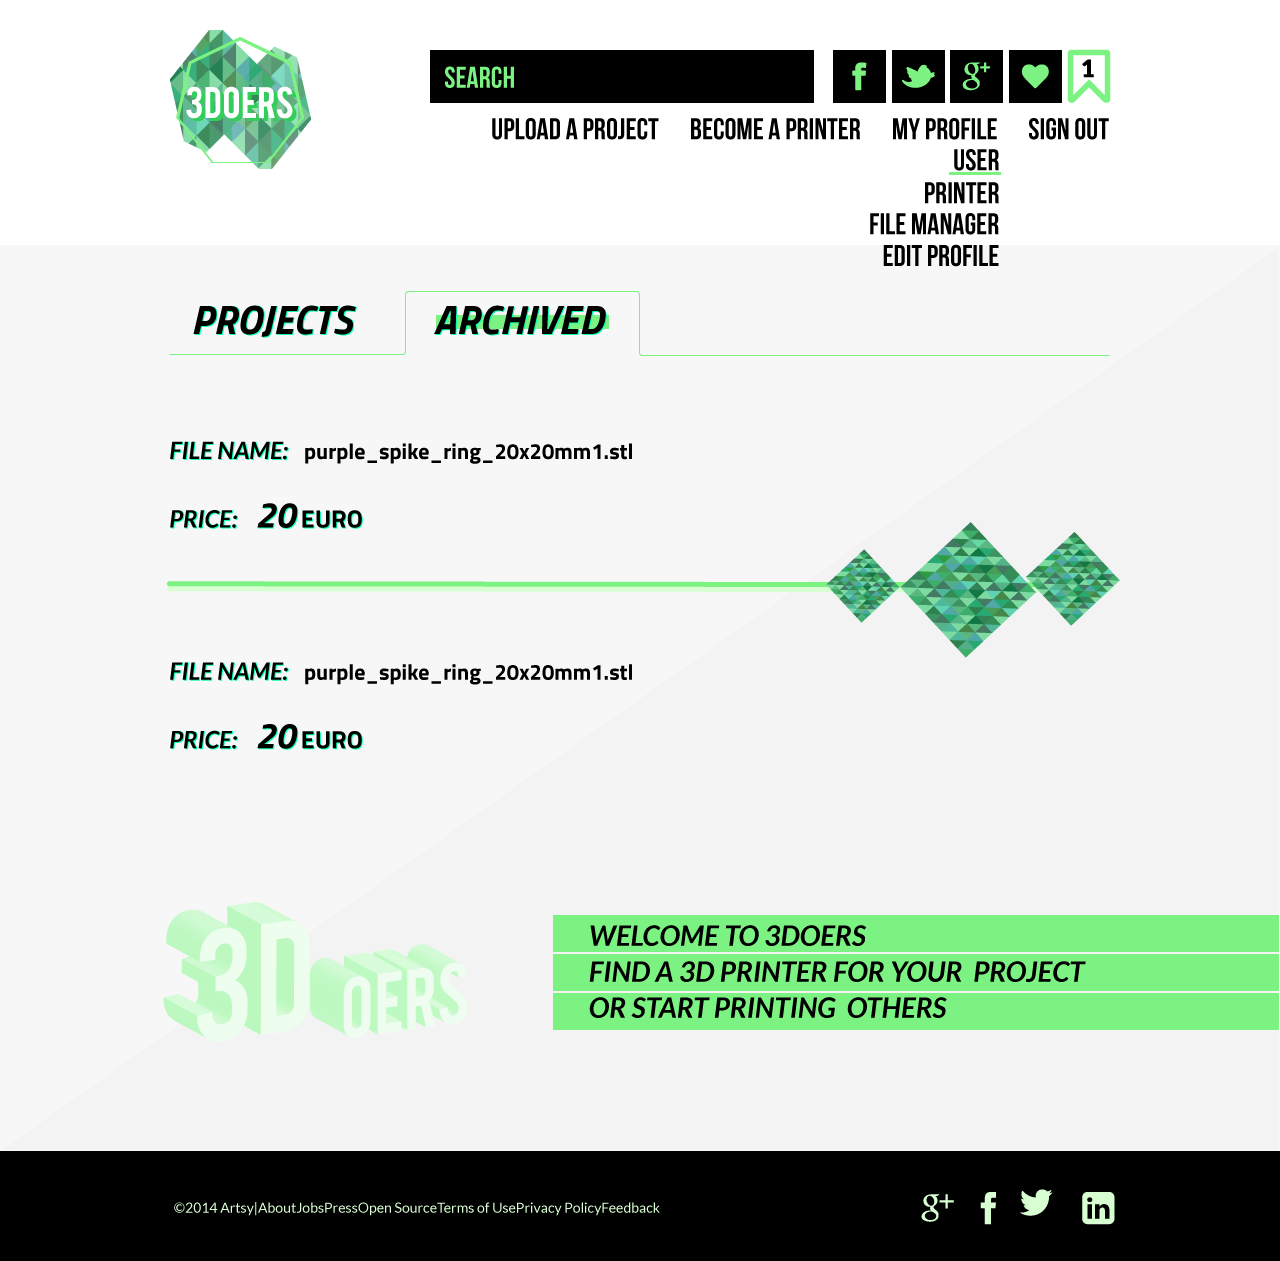 3DOERS
SEARCH
1
UPLOAD A PROJECT BECOME A PRINTER MY PROFILE SIGN OUT
USER
PRINTER
FILE MANAGER
EDIT PROFILE
PROJECTS ARCHIVED
FILE NAME: purple_spike_ring_20x20mm1.stl
PRICE: 20 EURO
FILE NAME: purple_spike_ring_20x20mm1.stl
PRICE: 20 EURO
3DOERS
WELCOME TO 3DOERS
FIND A 3D PRINTER FOR YOUR PROJECT
OR START PRINTING OTHERS
©2014 Artsy|AboutJobsPressOpen SourceTerms of UsePrivacy PolicyFeedback